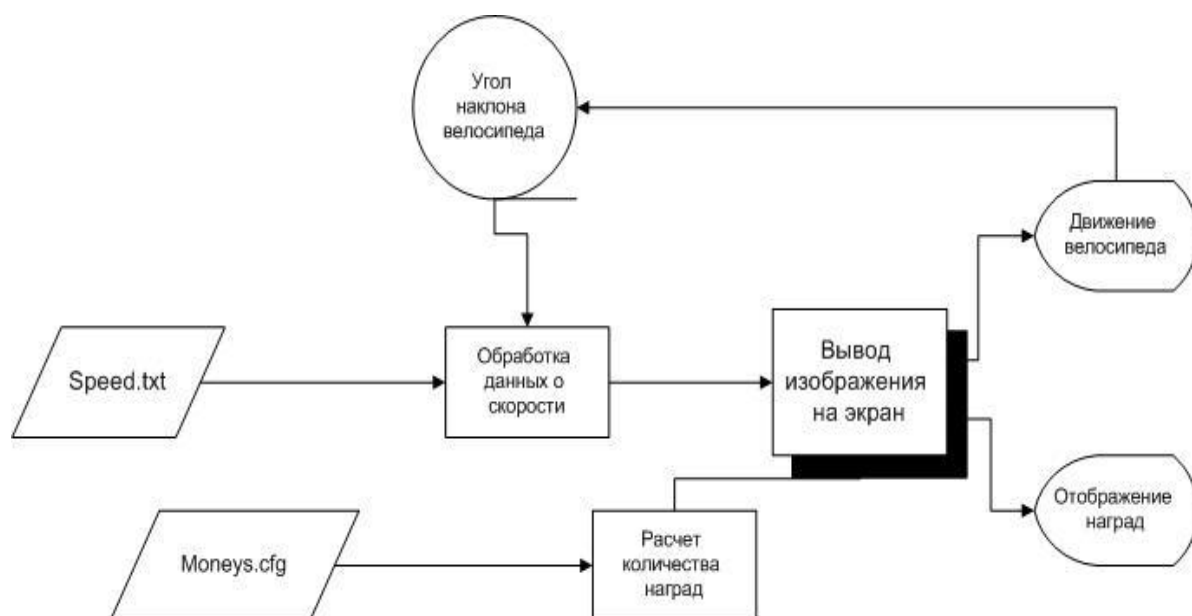 Угол
наклона
велосипеда
Движение
велосипеда
Speed.txt
Обработка
данных о
скорости
Вывод
изображения
на экран
Отображение
наград
Moneys.cfg
Расчет
количества
наград